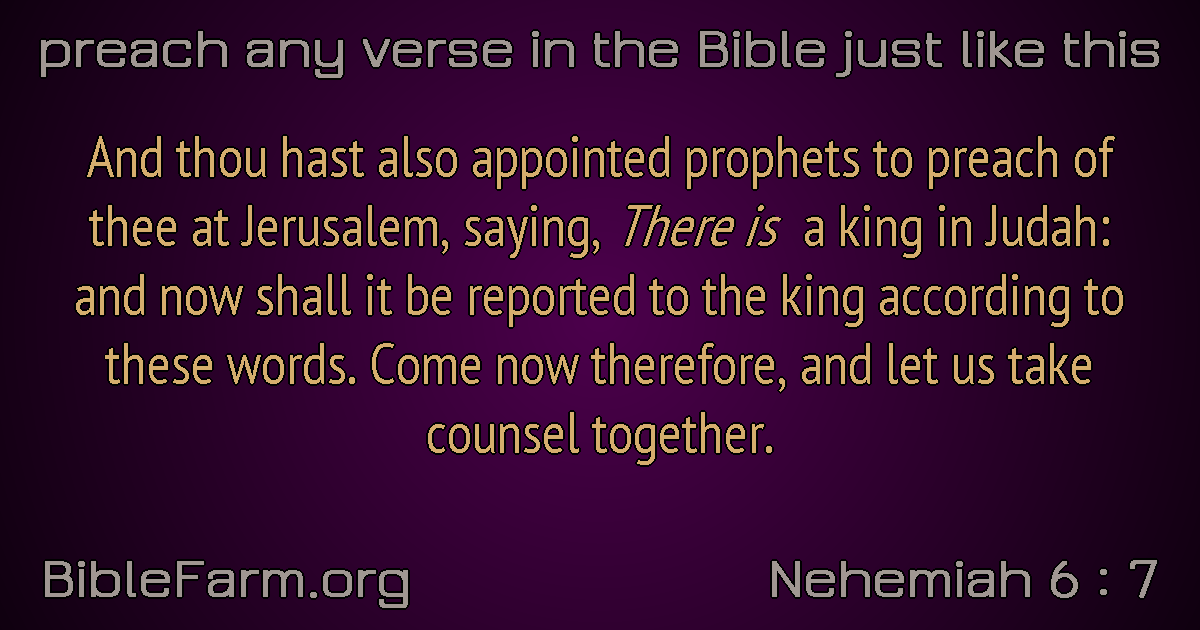 preach any verse in the Bible just like this
And thou hast also appointed prophets to preach of
thee at Jerusalem, saying, There is a king in Judah:
and now shall it be reported to the king according to
these words. Come now therefore, and let us take
counsel together.
BibleFarm.org
Nehemiah 6 : 7